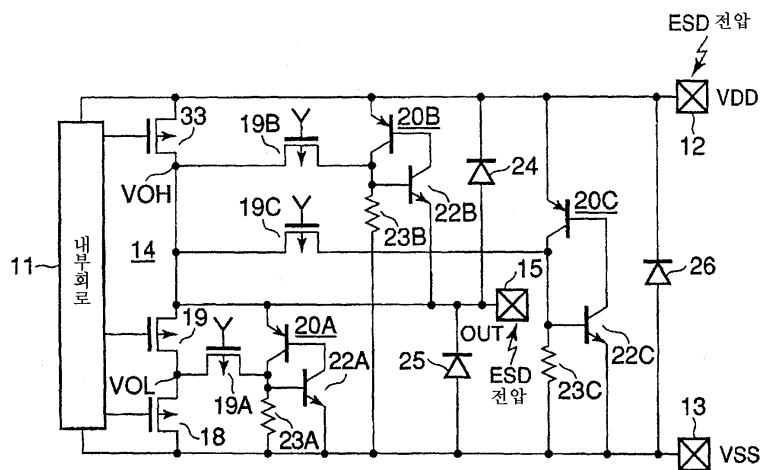 ESD 전압
VDD
12
33
19B
20B
24
VOH
22B
23B
19C
20C
14
11
내부회로
15
26
19
20A
OUT
22A
25
22C
VOL
ESD
전압
23C
19A
13
18
23A
VSS